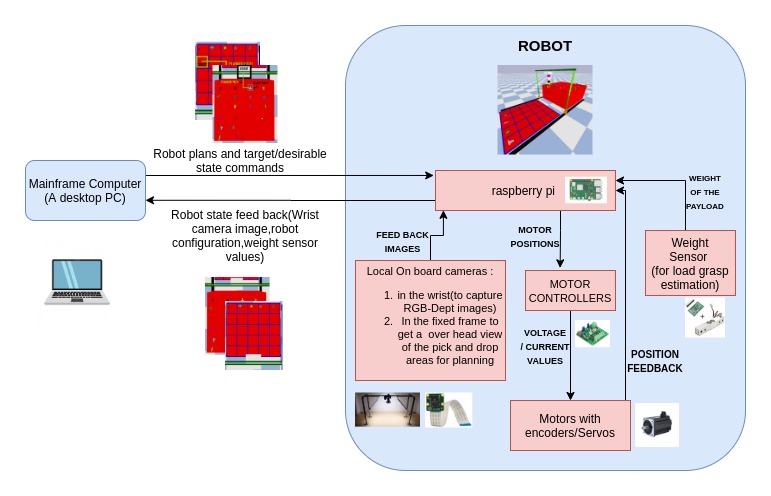 ROBOT
Robot plans and target/desirable
state commands
Mainframe Computer
(A desktop PC)
raspberry pi
WEIGHT
OF THE
PAYLOAD
Robot state feed back(Wrist
camera image,robot
configuration,weight sensor
values)
FEED BACK
IMAGES
MOTOR
POSITIONS
Weight
Sensor
(for load grasp
estimation)
Local On board cameras :
1. in the wrist(to capture
RGB-Dept images)
2. In the fixed frame to
get a over head view
of the pick and drop
areas for planning
MOTOR
CONTROLLERS
VOLTAGE
/ CURRENT
VALUES
POSITION
FEEDBACK
Motors with
encoders/Servos